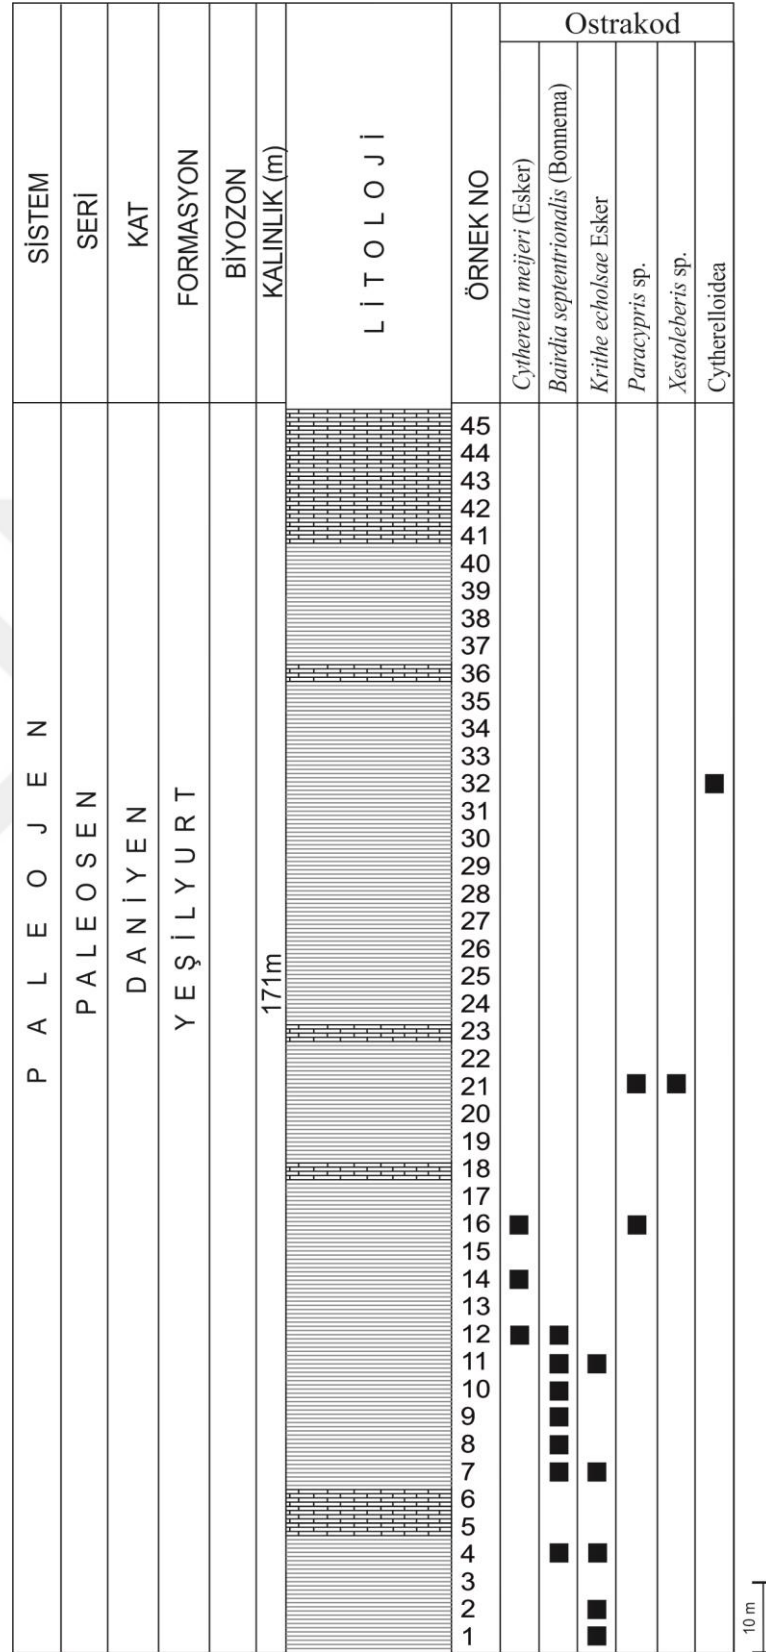 Ostrakod
SİSTEM
SERİ
KAT
FORMASYON
BİYOZON
KALINLIK (m)
LİTOLOJİ
ÖRNEK NO
Cytherella meijeri (Esker)
Bairdia septentrionalis (Bonnema)
Krithe echolsae Esker
Paracypris sp.
Xestoleberis sp.
Cytherelloidea
PALEOJEN
PALEOSEN
DANİYEN
YEŞİLYURT
171m
45
44
43
42
41
40
39
38
37
36
35
34
33
32
31
30
29
28
27
26
25
24
23
22
21
20
19
18
17
16
15
14
13
12
11
10
9
8
7
6
5
4
3
2
1
10 m